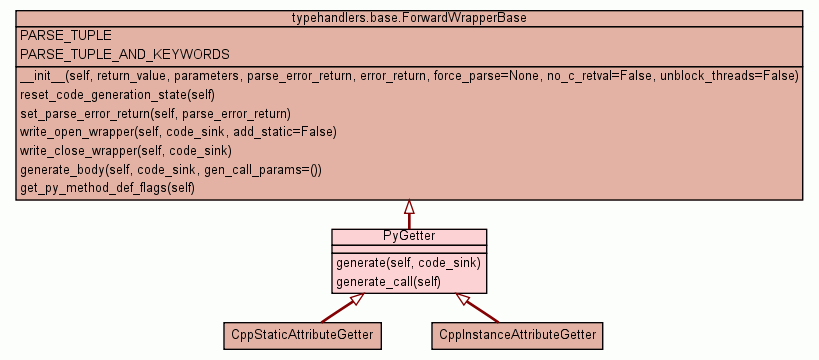 typehandlers.base.ForwardWrapperBase
PARSE_TUPLE
PARSE_TUPLE_AND_KEYWORDS
__init__(self, return_value, parameters, parse_error_return, error_return, force_parse=None, no_c_retval=False, unblock_threads=False)
reset_code_generation_state(self)
set_parse_error_return(self, parse_error_return)
write_open_wrapper(self, code_sink, add_static=False)
write_close_wrapper(self, code_sink)
generate_body(self, code_sink, gen_call_params=())
get_py_method_def_flags(self)
PyGetter
generate(self, code_sink)
generate_call(self)
CppStaticAttributeGetter
CppInstanceAttributeGetter